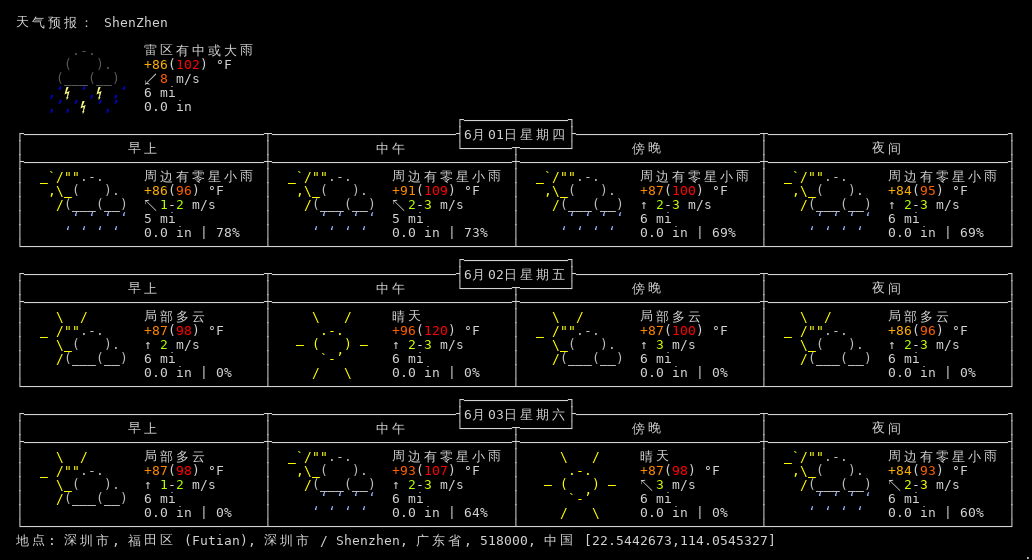 天气预报： ShenZhen
雷区有中或大雨
+86(102) °F
↙ 8 m/s
6 mi
0.0 in
6月01日星期四
早上 中午 傍晚 夜间
周边有零星小雨 周边有零星小雨 周边有零星小雨 周边有零星小雨
+86(96) °F +91(109) °F +87(100) °F +84(95) °F
↖ 1-2 m/s ↖ 2-3 m/s ↑ 2-3 m/s ↑ 2-3 m/s
5 mi 5 mi 6 mi 6 mi
0.0 in | 78% 0.0 in | 73% 0.0 in | 69% 0.0 in | 69%
6月02日星期五
早上 中午 傍晚 夜间
局部多云 晴天 局部多云 局部多云
+87(98) °F +96(120) °F +87(100) °F +86(96) °F
↑ 2 m/s ↑ 2-3 m/s ↑ 3 m/s ↑ 2-3 m/s
6 mi 6 mi 6 mi 6 mi
0.0 in | 0% 0.0 in | 0% 0.0 in | 0% 0.0 in | 0%
6月03日星期六
早上 中午 傍晚 夜间
局部多云 周边有零星小雨 晴天 周边有零星小雨
+87(98) °F +93(107) °F +87(98) °F +84(93) °F
↑ 1-2 m/s ↑ 2-3 m/s ↖ 3 m/s ↖ 2-3 m/s
6 mi 6 mi 6 mi 6 mi
0.0 in | 0% 0.0 in | 64% 0.0 in | 0% 0.0 in | 60%
地点: 深圳市, 福田区 (Futian), 深圳市 / Shenzhen, 广东省, 518000, 中国 [22.5442673,114.0545327]